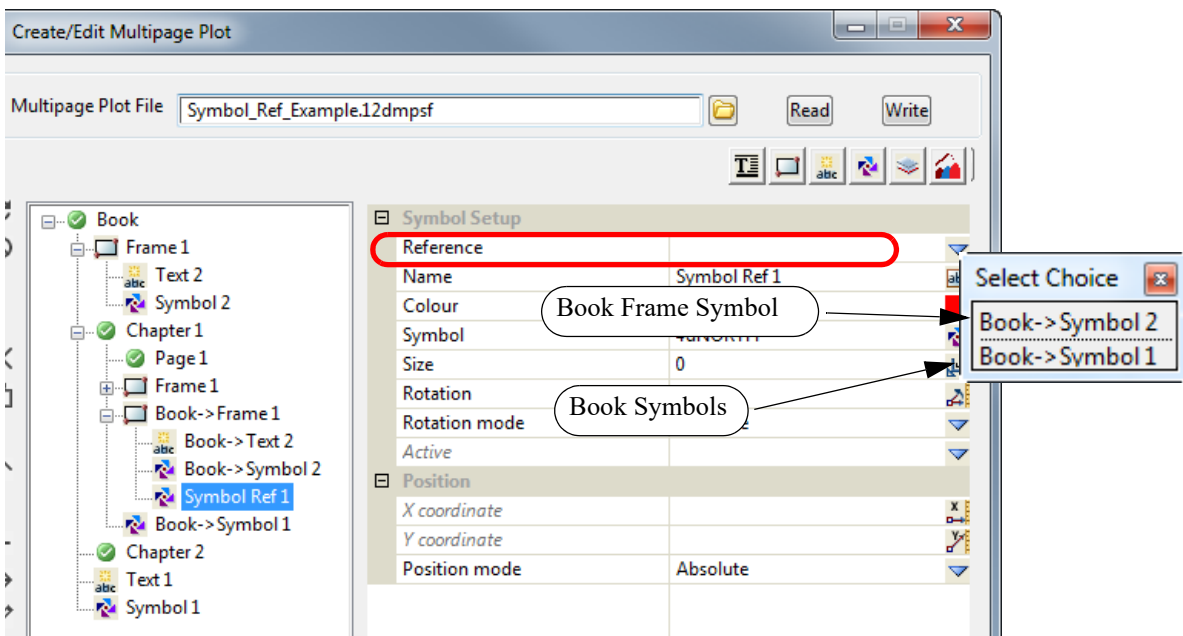 Create/Edit Multipage Plot
Multipage Plot File Symbol_Ref_Example.12dmpsf Read Write
Book
Frame 1
abc Text 2
Symbol 2
Chapter 1
Page 1
Frame 1
Book->Frame 1
abc Book->Text 2
Book->Symbol 2
Symbol Ref 1
Book->Symbol 1
Chapter 2
abc Text 1
Symbol 1
abc
Symbol Setup
Reference
Name Symbol Ref 1
Colour
Symbol
Size 0
Rotation
Rotation mode
Active
Position
X coordinate
Y coordinate
Position mode Absolute
Book Frame Symbol
Book Symbols
Select Choice
Book->Symbol 2
Book->Symbol 1